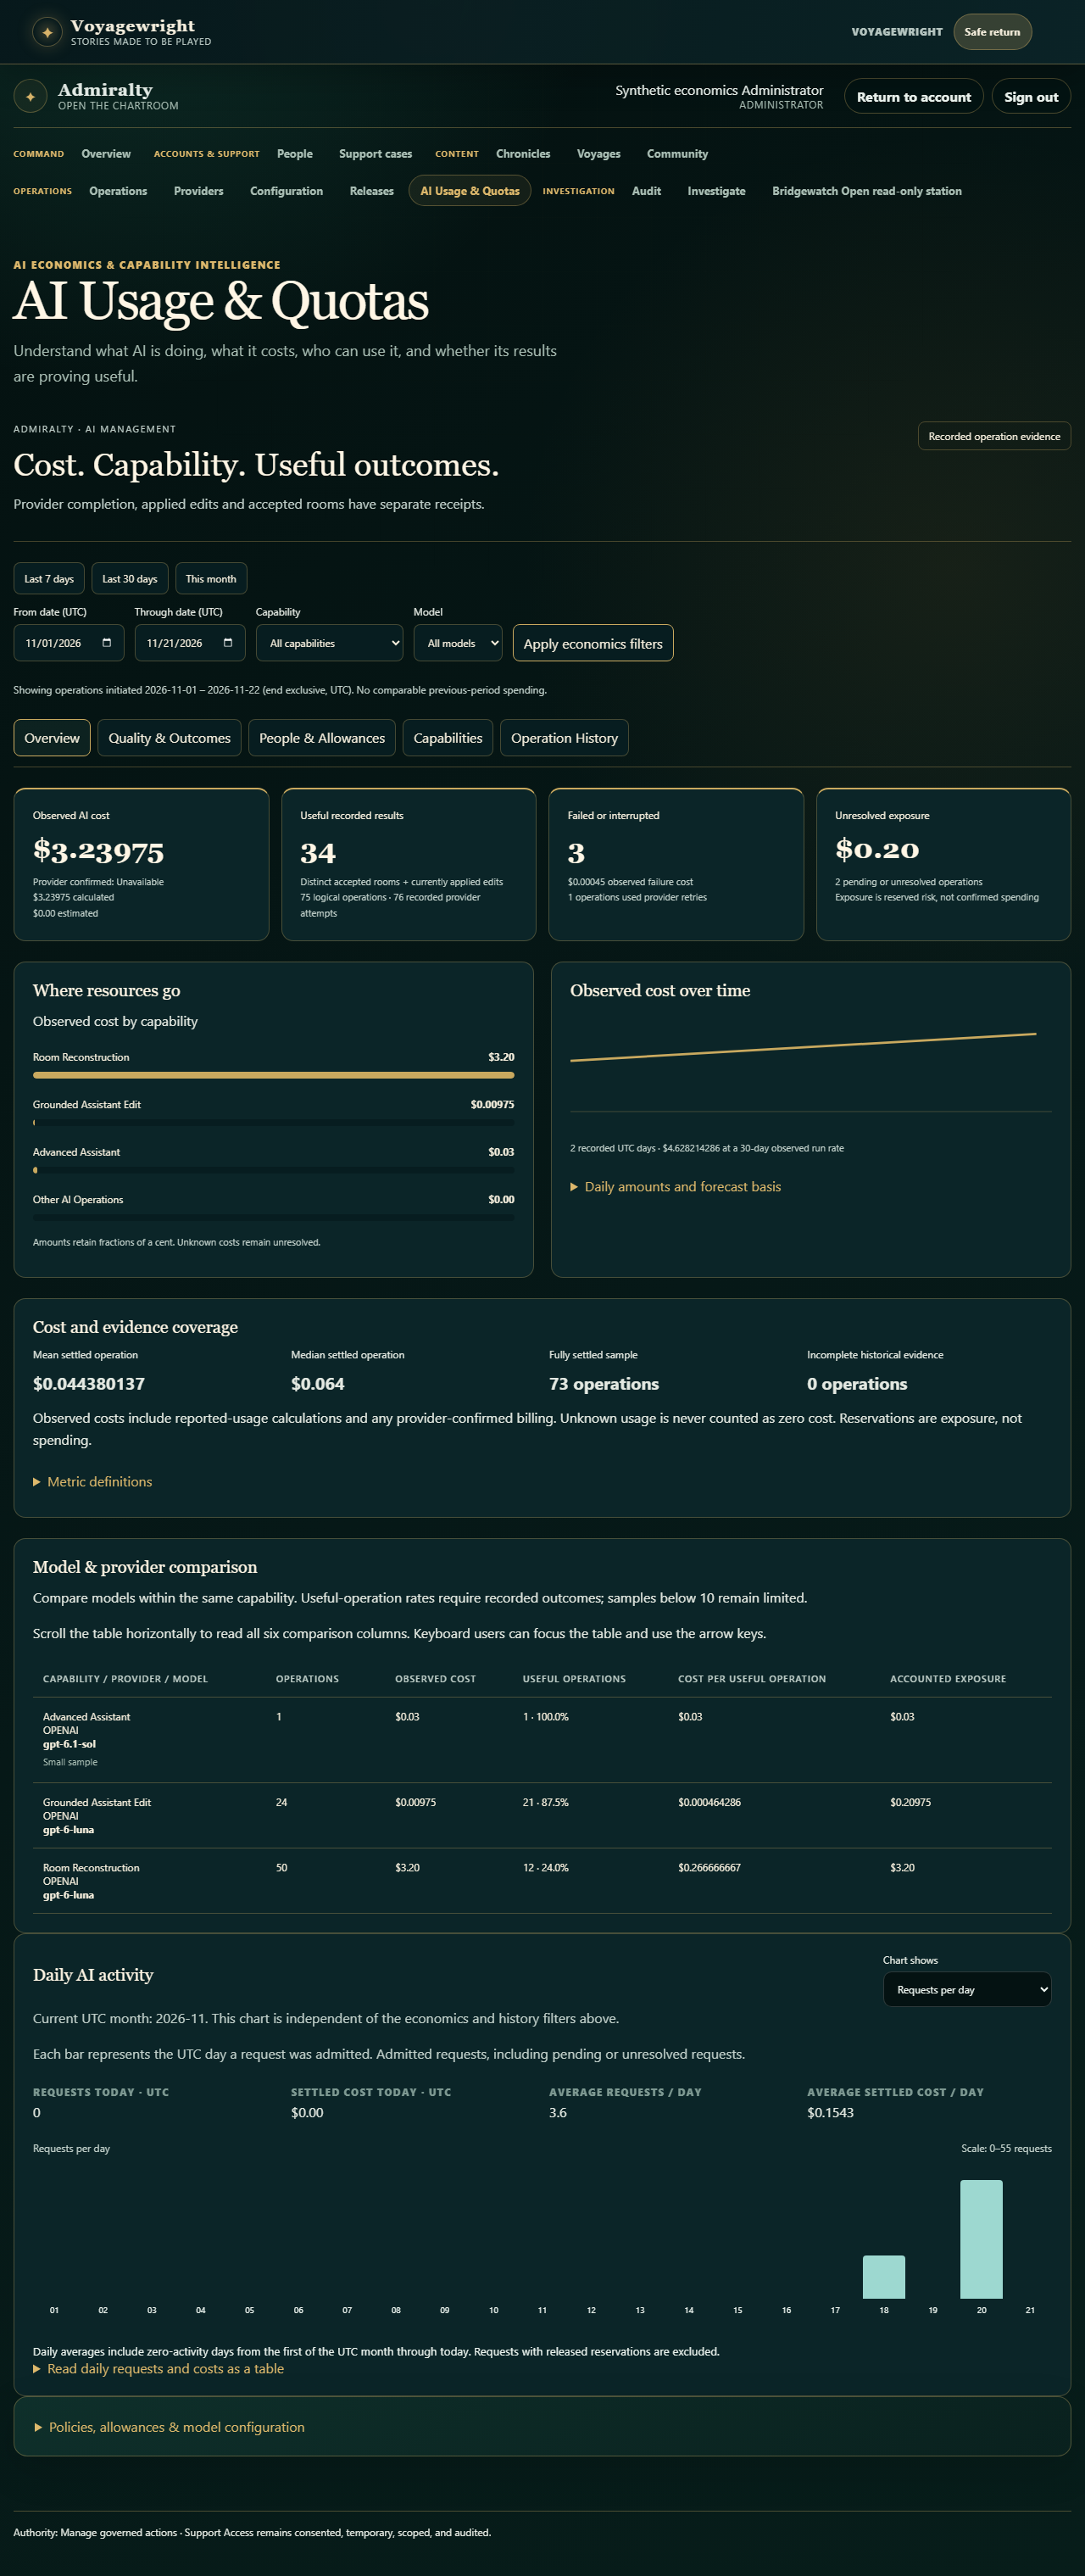 Voyagewright
STORIES MADE TO BE PLAYED
VOYAGEWRIGHT
Safe return
Admiralty
OPEN THE CHARTROOM
Synthetic economics Administrator
ADMINISTRATOR
Return to account
Sign out
COMMAND Overview ACCOUNTS & SUPPORT People Support cases CONTENT Chronicles Voyages Community
OPERATIONS Operations Providers Configuration Releases AI Usage & Quotas INVESTIGATION Audit Investigate Bridgewatch Open read-only station
AI ECONOMICS & CAPABILITY INTELLIGENCE
AI Usage & Quotas
Understand what AI is doing, what it costs, who can use it, and whether its results
are proving useful.
ADMIRALTY · AI MANAGEMENT
Recorded operation evidence
Cost. Capability. Useful outcomes.
Provider completion, applied edits and accepted rooms have separate receipts.
Last 7 days Last 30 days This month
From date (UTC) Through date (UTC) Capability Model
11/01/2026 11/21/2026 All capabilities All models Apply economics filters
Showing operations initiated 2026-11-01 – 2026-11-22 (end exclusive, UTC). No comparable previous-period spending.
Overview Quality & Outcomes People & Allowances Capabilities Operation History
Observed AI cost
$3.23975
Provider confirmed: Unavailable
$3.23975 calculated
$0.00 estimated
Useful recorded results
34
Distinct accepted rooms + currently applied edits
75 logical operations · 76 recorded provider
attempts
Failed or interrupted
3
$0.00045 observed failure cost
1 operations used provider retries
Unresolved exposure
$0.20
2 pending or unresolved operations
Exposure is reserved risk, not confirmed spending
Where resources go
Observed cost by capability
Room Reconstruction $3.20
Grounded Assistant Edit $0.00975
Advanced Assistant $0.03
Other AI Operations $0.00
Amounts retain fractions of a cent. Unknown costs remain unresolved.
Observed cost over time
2 recorded UTC days · $4.628214286 at a 30-day observed run rate
Daily amounts and forecast basis
Cost and evidence coverage
Mean settled operation Median settled operation Fully settled sample Incomplete historical evidence
$0.044380137 $0.064 73 operations 0 operations
Observed costs include reported-usage calculations and any provider-confirmed billing. Unknown usage is never counted as zero cost. Reservations are exposure, not
spending.
Metric definitions
Model & provider comparison
Compare models within the same capability. Useful-operation rates require recorded outcomes; samples below 10 remain limited.
Scroll the table horizontally to read all six comparison columns. Keyboard users can focus the table and use the arrow keys.
CAPABILITY / PROVIDER / MODEL OPERATIONS OBSERVED COST USEFUL OPERATIONS COST PER USEFUL OPERATION ACCOUNTED EXPOSURE
Advanced Assistant 1 $0.03 1 · 100.0% $0.03 $0.03
OPENAI
gpt-6.1-sol
Small sample
Grounded Assistant Edit 24 $0.00975 21 · 87.5% $0.000464286 $0.20975
OPENAI
gpt-6-luna
Room Reconstruction 50 $3.20 12 · 24.0% $0.266666667 $3.20
OPENAI
gpt-6-luna
Daily AI activity
Chart shows
Requests per day
Current UTC month: 2026-11. This chart is independent of the economics and history filters above.
Each bar represents the UTC day a request was admitted. Admitted requests, including pending or unresolved requests.
REQUESTS TODAY · UTC SETTLED COST TODAY · UTC AVERAGE REQUESTS / DAY AVERAGE SETTLED COST / DAY
0 $0.00 3.6 $0.1543
Requests per day Scale: 0–55 requests
01 02 03 04 05 06 07 08 09 10 11 12 13 14 15 16 17 18 19 20 21
Daily averages include zero-activity days from the first of the UTC month through today. Requests with released reservations are excluded.
Read daily requests and costs as a table
Policies, allowances & model configuration
Authority: Manage governed actions · Support Access remains consented, temporary, scoped, and audited.